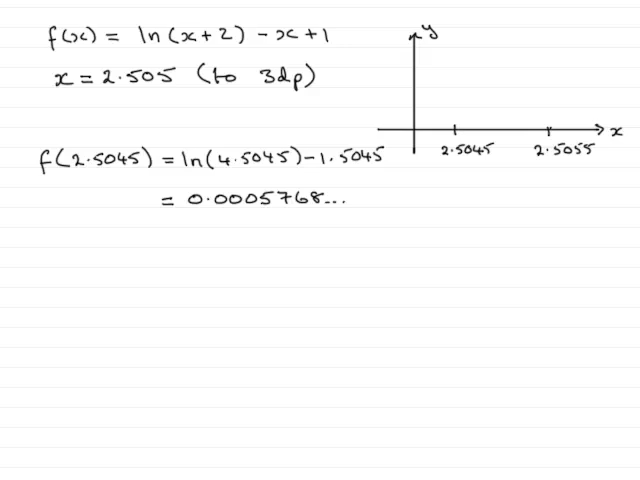 f(x) = ln(x+2) - x + 1
x = 2.505 (to 3dp)
y
x
2.5045 2.5055
f(2.5045) = ln(4.5045) - 1.5045
= 0.0005768...